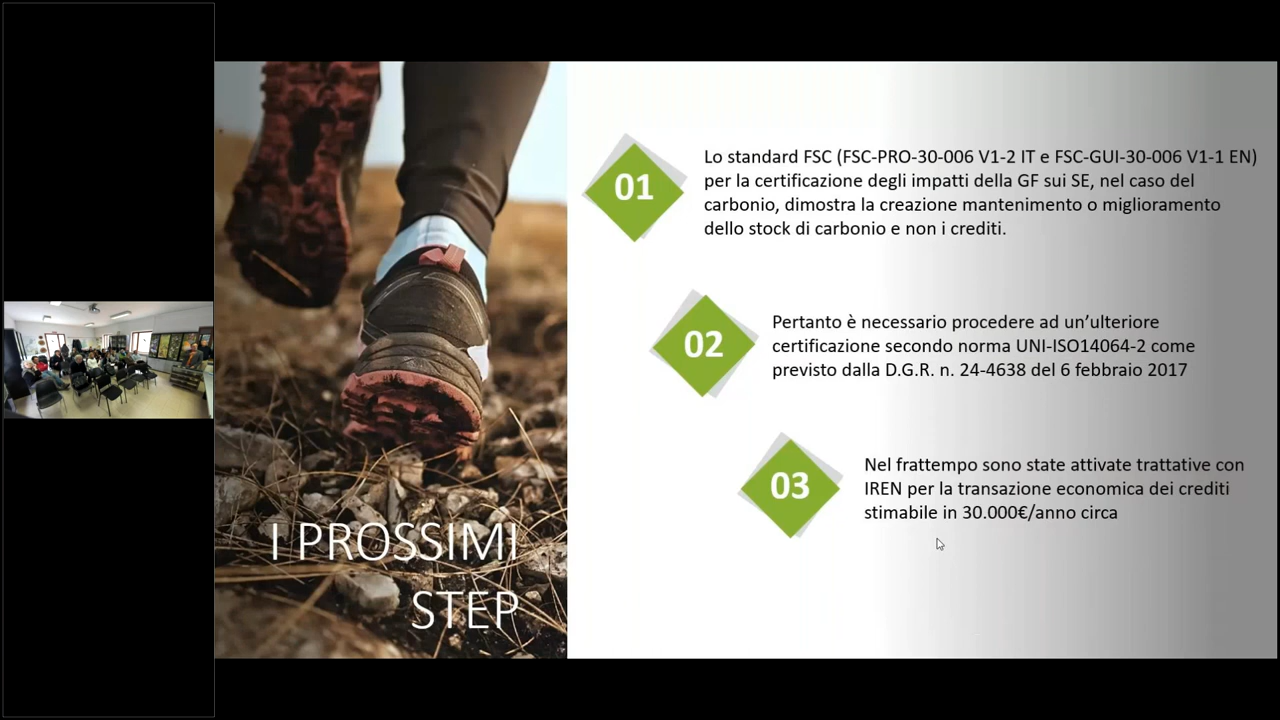 I PROSSIMI
STEP
01
Lo standard FSC (FSC-PRO-30-006 V1-2 IT e FSC-GUI-30-006 V1-1 EN)
per la certificazione degli impatti della GF sui SE, nel caso del
carbonio, dimostra la creazione mantenimento o miglioramento
dello stock di carbonio e non i crediti.
02
Pertanto è necessario procedere ad un’ulteriore
certificazione secondo norma UNI-ISO14064-2 come
previsto dalla D.G.R. n. 24-4638 del 6 febbraio 2017
03
Nel frattempo sono state attivate trattative con
IREN per la transazione economica dei crediti
stimabile in 30.000€/anno circa